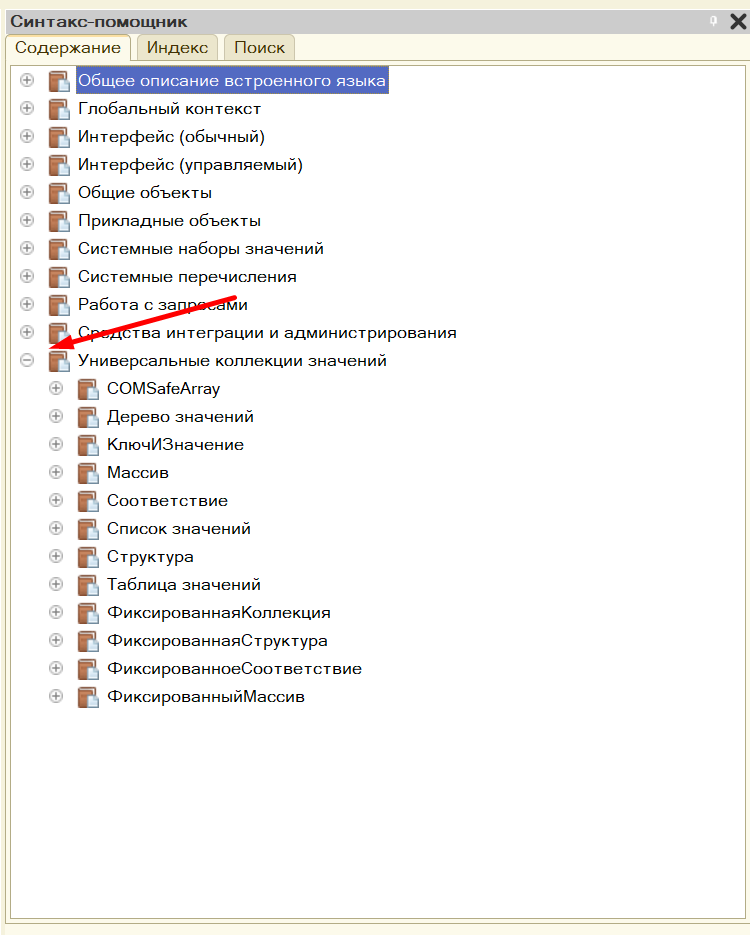 Синтакс-помощник
Содержание Индекс Поиск
Общее описание встроенного языка
Глобальный контекст
Интерфейс (обычный)
Интерфейс (управляемый)
Общие объекты
Прикладные объекты
Системные наборы значений
Системные перечисления
Работа с запросами
Средства интеграции и администрирования
Универсальные коллекции значений
COMSafeArray
Дерево значений
КлючИЗначение
Массив
Соответствие
Список значений
Структура
Таблица значений
ФиксированнаяКоллекция
ФиксированнаяСтруктура
ФиксированноеСоответствие
ФиксированныйМассив